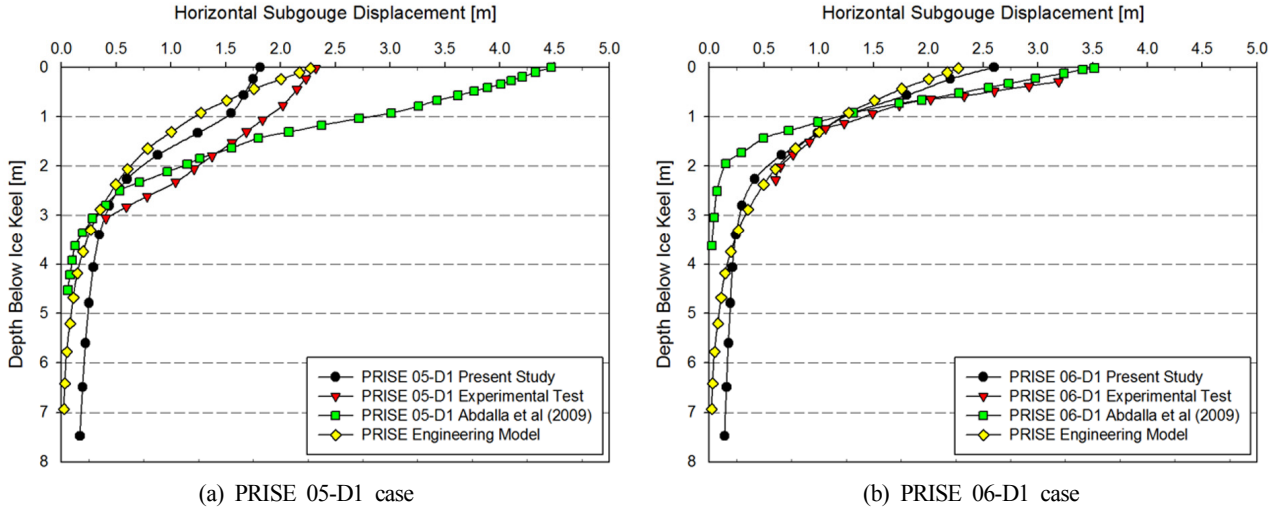 Horizontal Subgouge Displacement [m]
0.0 0.5 1.0 1.5 2.0 2.5 3.0 3.5 4.0 4.5 5.0
0
1
2
3
4
5
6
7
8
Depth Below Ice Keel [m]
PRISE 05-D1 Present Study
PRISE 05-D1 Experimental Test
PRISE 05-D1 Abdalla et al (2009)
PRISE Engineering Model
(a) PRISE 05-D1 case
Horizontal Subgouge Displacement [m]
0.0 0.5 1.0 1.5 2.0 2.5 3.0 3.5 4.0 4.5 5.0
0
1
2
3
4
5
6
7
8
Depth Below Ice Keel [m]
PRISE 06-D1 Present Study
PRISE 06-D1 Experimental Test
PRISE 06-D1 Abdalla et al (2009)
PRISE Engineering Model
(b) PRISE 06-D1 case